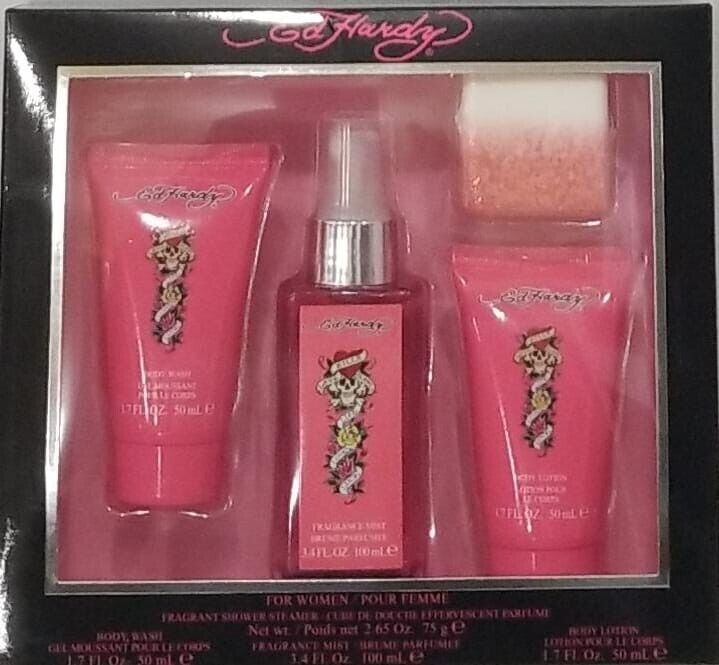 Ed Hardy
Ed Hardy
BODY WASH
GEL MOUSSANT
POUR LE CORPS
1.7 FL. OZ. 50 mL e
Ed Hardy
KILLS
FRAGRANCE MIST
BRUME PARFUMÉE
3.4 FL. OZ. 100 mL e
Ed Hardy
BODY LOTION
LOTION POUR
LE CORPS
1.7 FL. OZ. 50 mL e
FOR WOMEN / POUR FEMME
FRAGRANT SHOWER STEAMER · CUBE DE DOUCHE EFFERVESCENT PARFUMÉ
Net wt. / Poids net 2.65 Oz. 75 g e
BODY WASH
GEL MOUSSANT POUR LE CORPS
1.7 FL. OZ. 50 mL e
FRAGRANCE MIST · BRUME PARFUMÉE
3.4 FL. OZ. 100 mL e
BODY LOTION
LOTION POUR LE CORPS
1.7 FL. OZ. 50 mL e